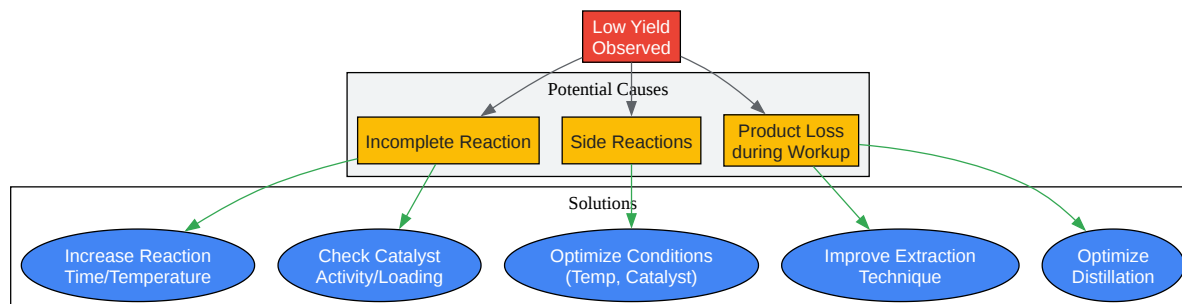 Low Yield
Observed
Potential Causes
Incomplete Reaction
Side Reactions
Product Loss
during Workup
Solutions
Increase Reaction
Time/Temperature
Check Catalyst
Activity/Loading
Optimize Conditions
(Temp, Catalyst)
Improve Extraction
Technique
Optimize
Distillation